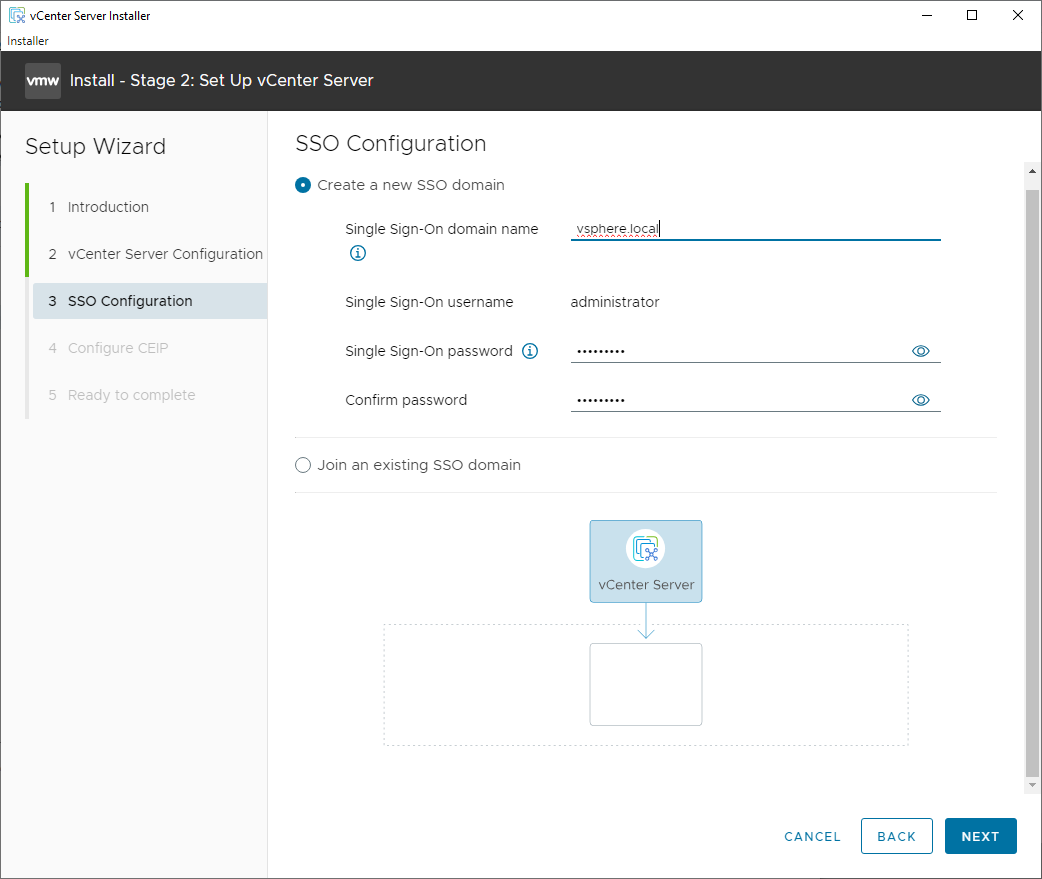 vCenter Server Installer
Installer
vmw Install - Stage 2: Set Up vCenter Server
Setup Wizard
1 Introduction
2 vCenter Server Configuration
3 SSO Configuration
4 Configure CEIP
5 Ready to complete
SSO Configuration
Create a new SSO domain
Single Sign-On domain name vsphere.local
Single Sign-On username administrator
Single Sign-On password •••••••••
Confirm password •••••••••
Join an existing SSO domain
vCenter Server
CANCEL BACK NEXT